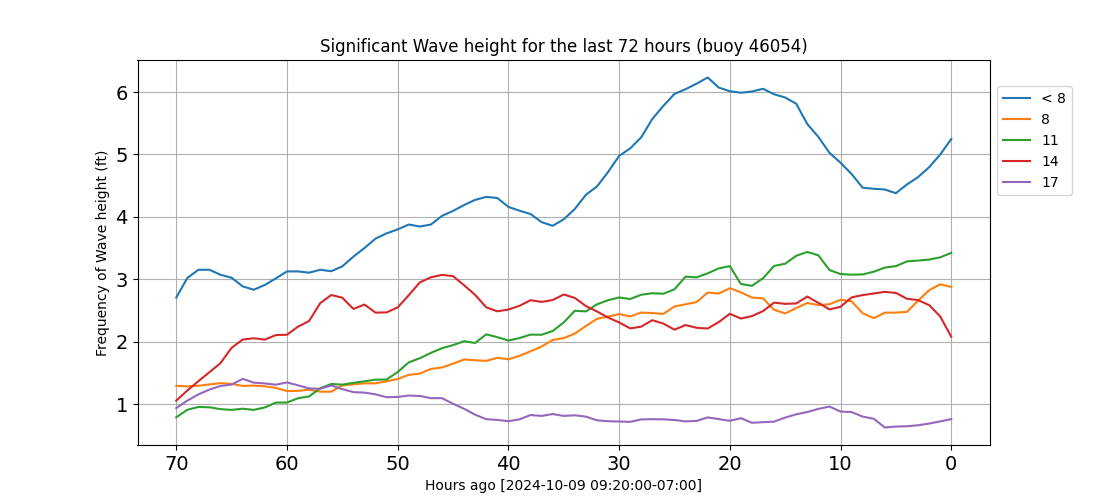 Significant Wave height for the last 72 hours (buoy 46054)
Frequency of Wave height (ft)
6
5
4
3
2
1
70 60 50 40 30 20 10 0
Hours ago [2024-10-09 09:20:00-07:00]
< 8
8
11
14
17